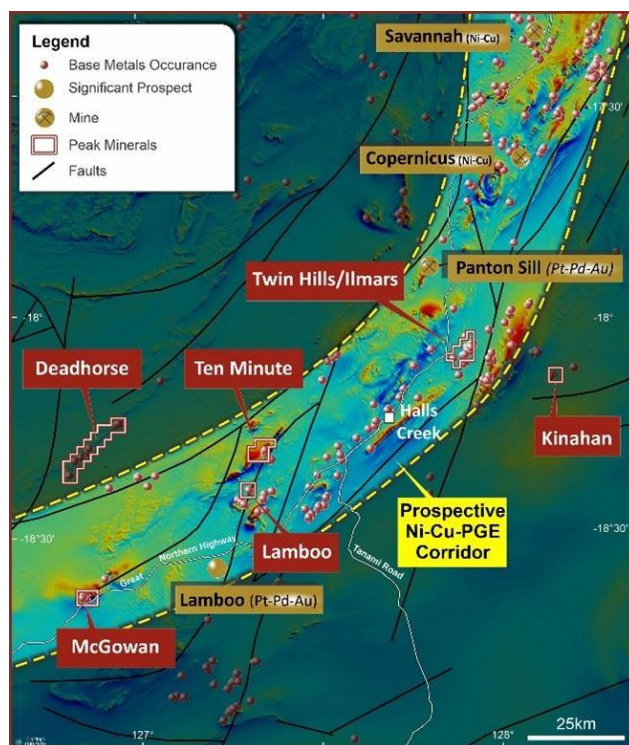 Legend
Base Metals Occurance
Significant Prospect
Mine
Peak Minerals
Faults
Savannah (Ni-Cu)
17°30'
Copernicus (Ni-Cu)
Panton Sill (Pt-Pd-Au)
Twin Hills/Ilmars
-18°
-18°
Deadhorse
Ten Minute
Halls
Creek
Kinahan
Prospective
Ni-Cu-PGE
Corridor
-18°30'
-18°30'
Lamboo
Great Northern Highway
Tanami Road
Lamboo (Pt-Pd-Au)
McGowan
127°
128°
25km